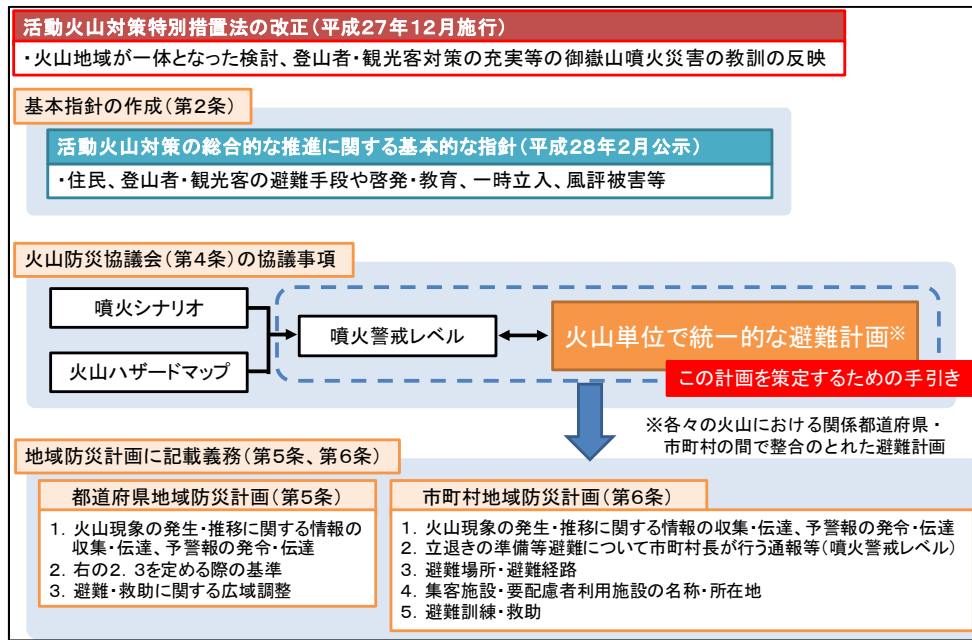 活動火山対策特別措置法の改正（平成27年12月施行）
・火山地域が一体となった検討、登山者・観光客対策の充実等の御嶽山噴火災害の教訓の反映
基本指針の作成（第2条）
活動火山対策の総合的な推進に関する基本的な指針（平成28年2月公示）
・住民、登山者・観光客の避難手段や啓発・教育、一時立入、風評被害等
火山防災協議会（第4条）の協議事項
噴火シナリオ
火山ハザードマップ
噴火警戒レベル
火山単位で統一的な避難計画※
この計画を策定するための手引き
※各々の火山における関係都道府県・
市町村の間で整合のとれた避難計画
地域防災計画に記載義務（第5条、第6条）
都道府県地域防災計画（第5条）
1．火山現象の発生・推移に関する情報の
収集・伝達、予警報の発令・伝達
2．右の2．3を定める際の基準
3．避難・救助に関する広域調整
市町村地域防災計画（第6条）
1．火山現象の発生・推移に関する情報の収集・伝達、予警報の発令・伝達
2．立退きの準備等避難について市町村長が行う通報等（噴火警戒レベル）
3．避難場所・避難経路
4．集客施設・要配慮者利用施設の名称・所在地
5．避難訓練・救助